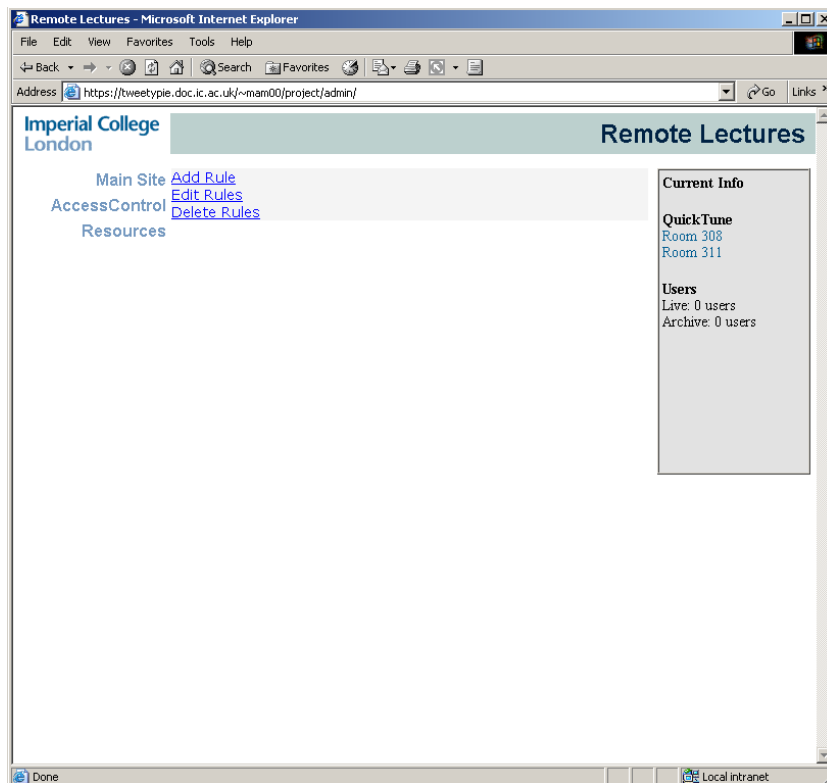 Remote Lectures - Microsoft Internet Explorer
File Edit View Favorites Tools Help
Back Search Favorites
Address https://tweetypie.doc.ic.ac.uk/~mam00/project/admin/ Go Links
Imperial College
London
Remote Lectures
Main Site
AccessControl
Resources
Add Rule
Edit Rules
Delete Rules
Current Info
QuickTune
Room 308
Room 311
Users
Live: 0 users
Archive: 0 users
Done Local intranet